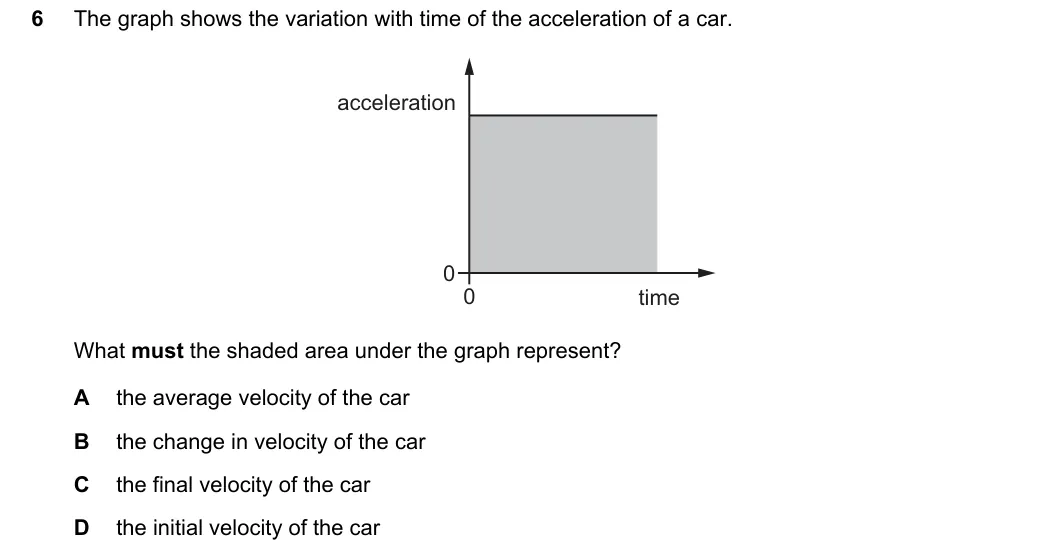 6 The graph shows the variation with time of the acceleration of a car.
acceleration
0
0
time
What must the shaded area under the graph represent?
A the average velocity of the car
B the change in velocity of the car
C the final velocity of the car
D the initial velocity of the car